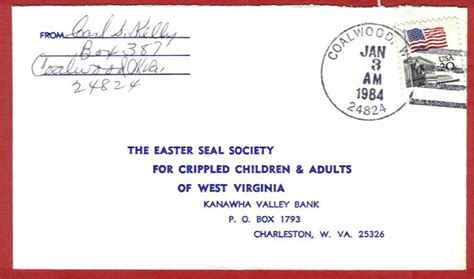 FROM Carl S. Kelly
Box 387
Coalwood W.Va.
24824
COALWOOD, W
JAN
3
AM
1984
24824
USA
20
THE EASTER SEAL SOCIETY
FOR CRIPPLED CHILDREN & ADULTS
OF WEST VIRGINIA
KANAWHA VALLEY BANK
P. O. BOX 1793
CHARLESTON, W. VA. 25326